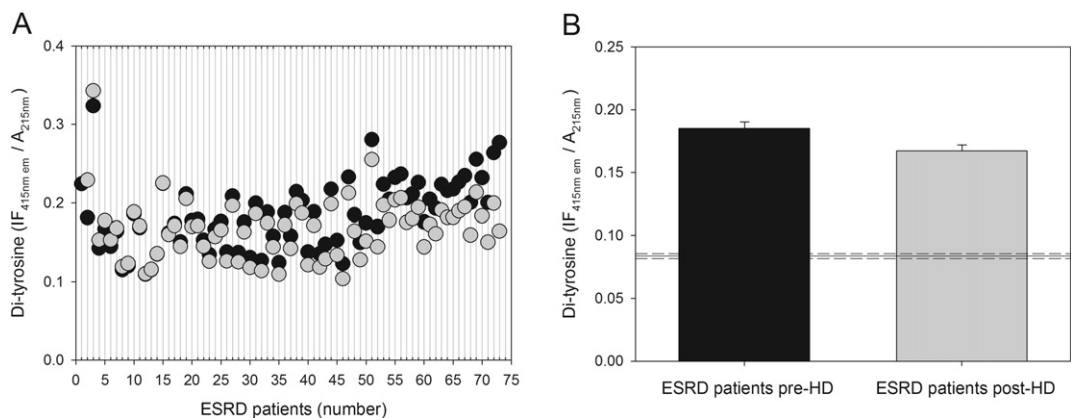 A
Di-tyrosine (IF415nm em / A215nm)
0.4
0.3
0.2
0.1
0.0
0 5 10 15 20 25 30 35 40 45 50 55 60 65 70 75
ESRD patients (number)
B
Di-tyrosine (IF415nm em / A215nm)
0.25
0.20
0.15
0.10
0.05
0.00
ESRD patients pre-HD ESRD patients post-HD